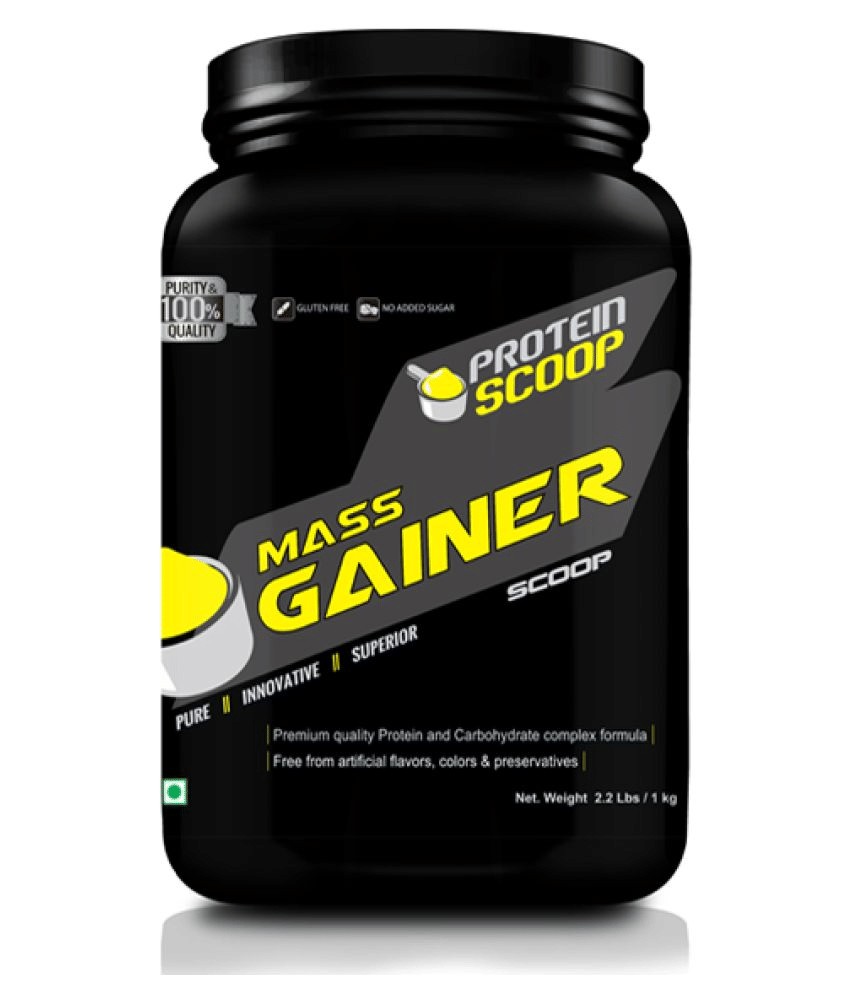 PURITY &
100%
QUALITY
GLUTEN FREE
NO ADDED SUGAR
PROTEIN
SCOOP
MASS
GAINER
SCOOP
PURE || INNOVATIVE || SUPERIOR
Premium quality Protein and Carbohydrate complex formula
Free from artificial flavors, colors & preservatives
Net. Weight 2.2 Lbs / 1 kg